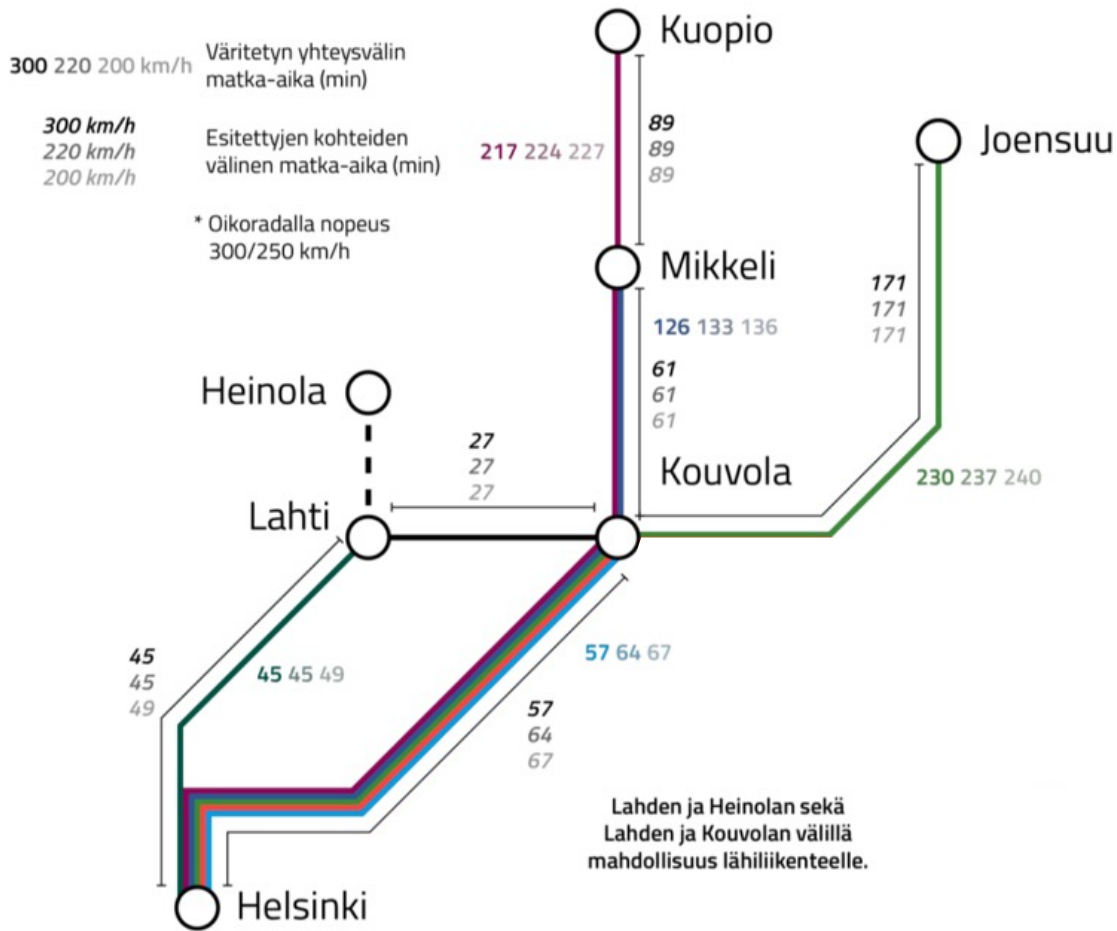 Kuopio
300 220 200 km/h Väritetyn yhteysvälin
matka-aika (min)
300 km/h
220 km/h
200 km/h
Esitettyjen kohteiden
välinen matka-aika (min)
* Oikoradalla nopeus
300/250 km/h
217 224 227
89
89
89
Joensuu
Mikkeli
126 133 136
171
171
171
61
61
61
Heinola
27
27
27
Kouvola
230 237 240
Lahti
45
45
49
45 45 49
57 64 67
57
64
67
Lahden ja Heinolan sekä
Lahden ja Kouvolan välillä
mahdollisuus lähiliikenteelle.
Helsinki